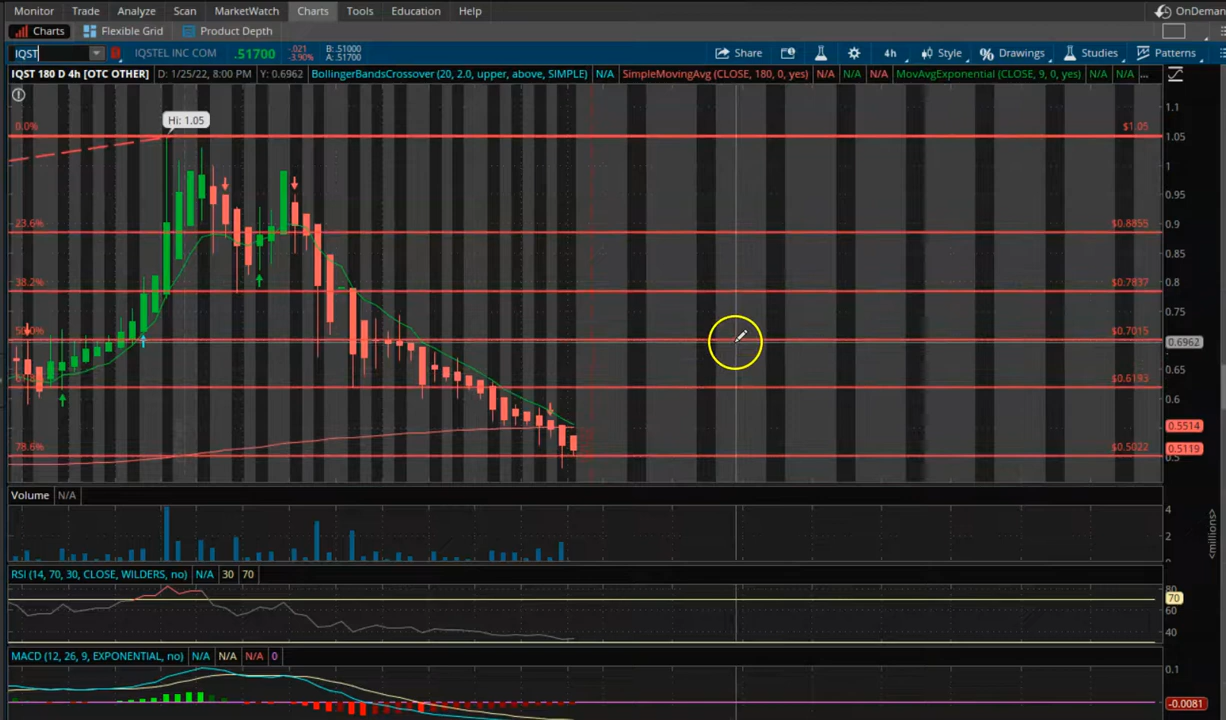 Monitor Trade Analyze Scan MarketWatch Charts Tools Education Help OnDeman
Charts Flexible Grid Product Depth
IQST IQSTEL INC COM .51700 -.021 -3.90% B: .51000 A: .51700 Share 4h Style Drawings Studies Patterns
IQST 180 D 4h [OTC OTHER] D: 1/25/22, 8:00 PM Y: 0.6962 BollingerBandsCrossover (20, 2.0, upper, above, SIMPLE) N/A SimpleMovingAvg (CLOSE, 180, 0, yes) N/A N/A N/A MovAvgExponential (CLOSE, 9, 0, yes) N/A N/A ...
1.1
Hi: 1.05
0.0% $1.05 1.05
1
0.95
23.6% $0.8855 0.9
0.85
38.2% $0.7837 0.8
0.75
50.0% $0.7015 0.6962
0.65
$0.6193 0.6
0.5514
78.6% $0.5022 0.5119
0.5
Volume N/A
4
2
<millions>
RSI (14, 70, 30, CLOSE, WILDERS, no) N/A 30 70
80
70
60
40
MACD (12, 26, 9, EXPONENTIAL, no) N/A N/A N/A 0
0.1
-0.0081